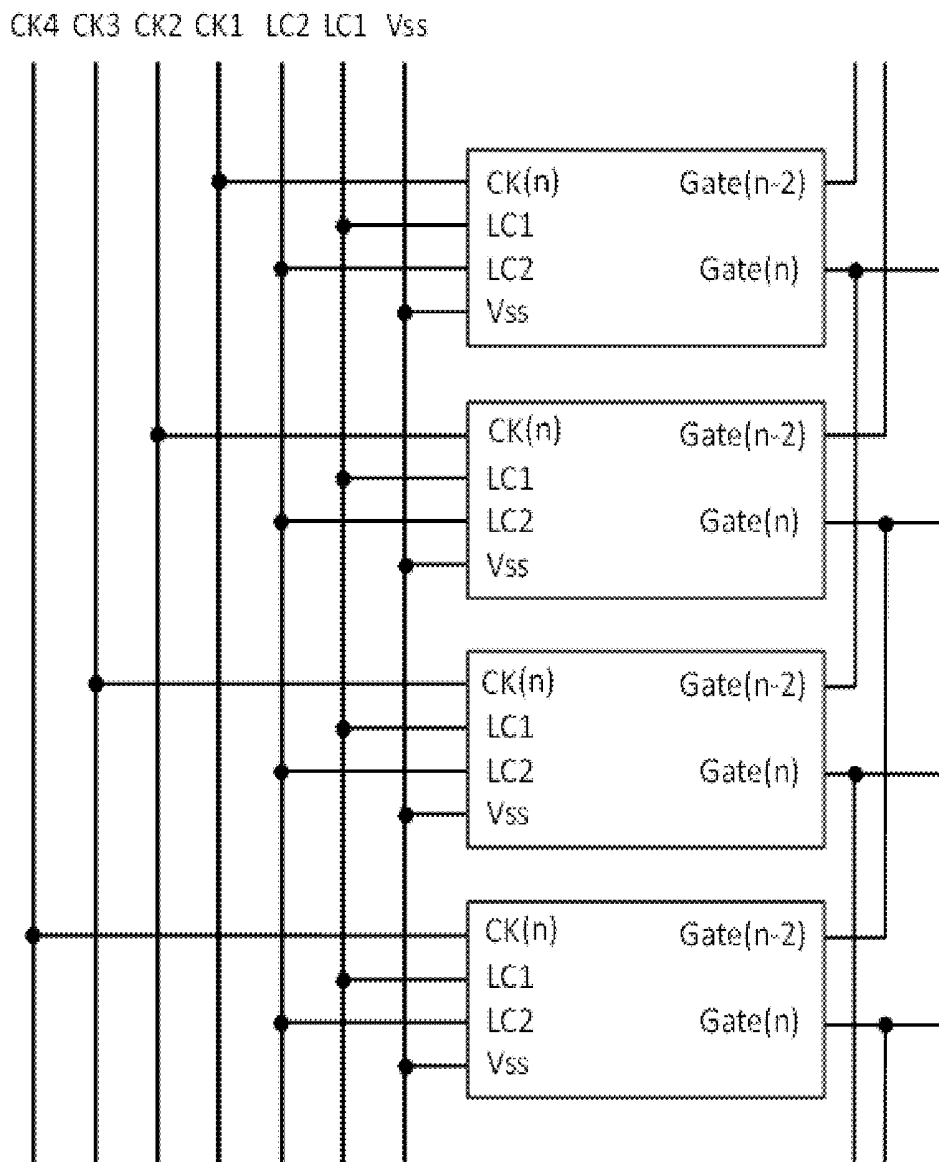 CK4 CK3 CK2 CK1 LC2 LC1 Vss
CK(n) Gate(n-2)
LC1
LC2 Gate(n)
Vss
CK(n) Gate(n-2)
LC1
LC2 Gate(n)
Vss
CK(n) Gate(n-2)
LC1
LC2 Gate(n)
Vss
CK(n) Gate(n-2)
LC1
LC2 Gate(n)
Vss